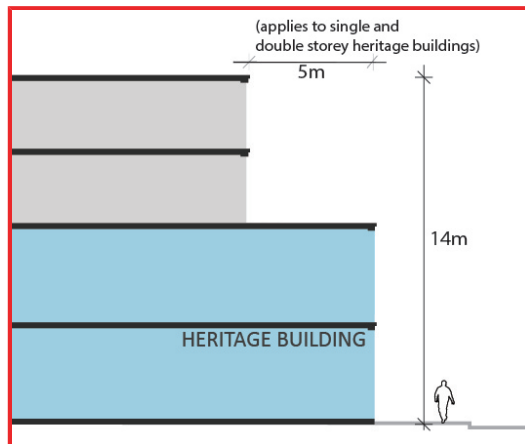 (applies to single and
double storey heritage buildings)
5m
14m
HERITAGE BUILDING